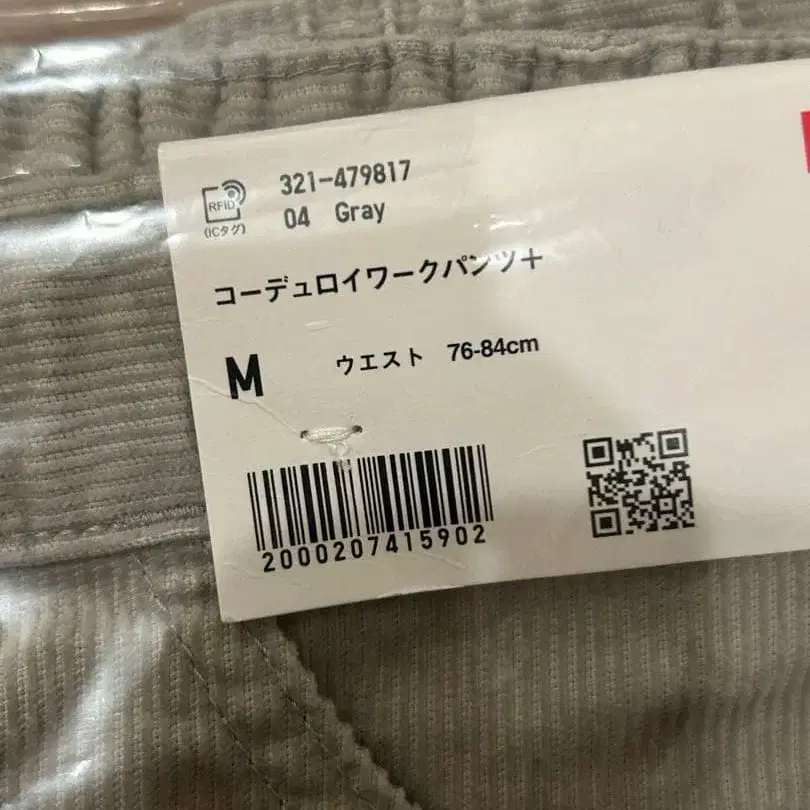 321-479817
RFID
04 Gray
(ICタグ)
コーデュロイワークパンツ+
M ウエスト 76-84cm
2000207415902